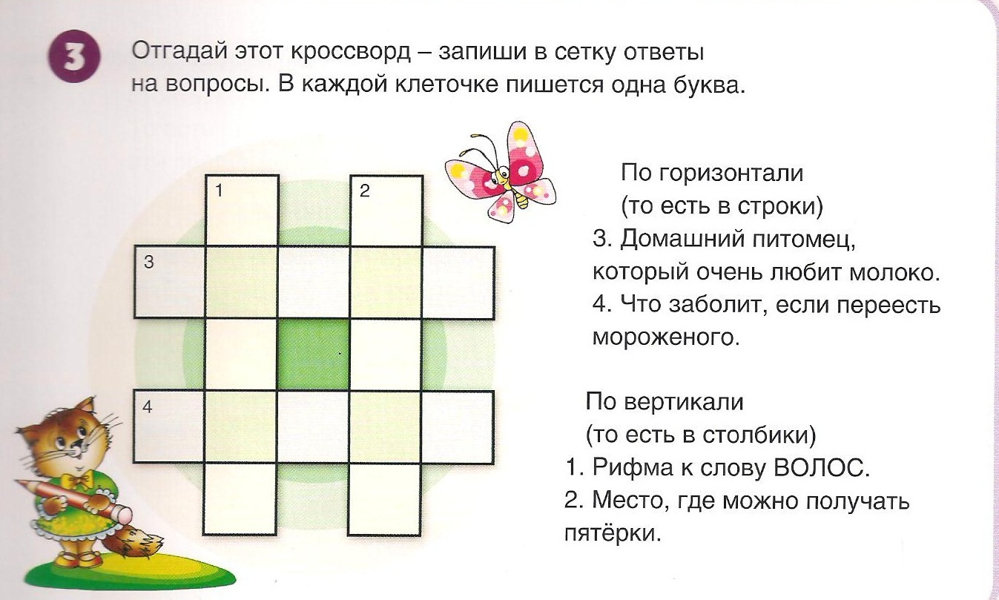 3
Отгадай этот кроссворд – запиши в сетку ответы
на вопросы. В каждой клеточке пишется одна буква.
1
2
3
4
По горизонтали
(то есть в строки)
3. Домашний питомец,
который очень любит молоко.
4. Что заболит, если переесть
мороженого.
По вертикали
(то есть в столбики)
1. Рифма к слову ВОЛОС.
2. Место, где можно получать
пятёрки.